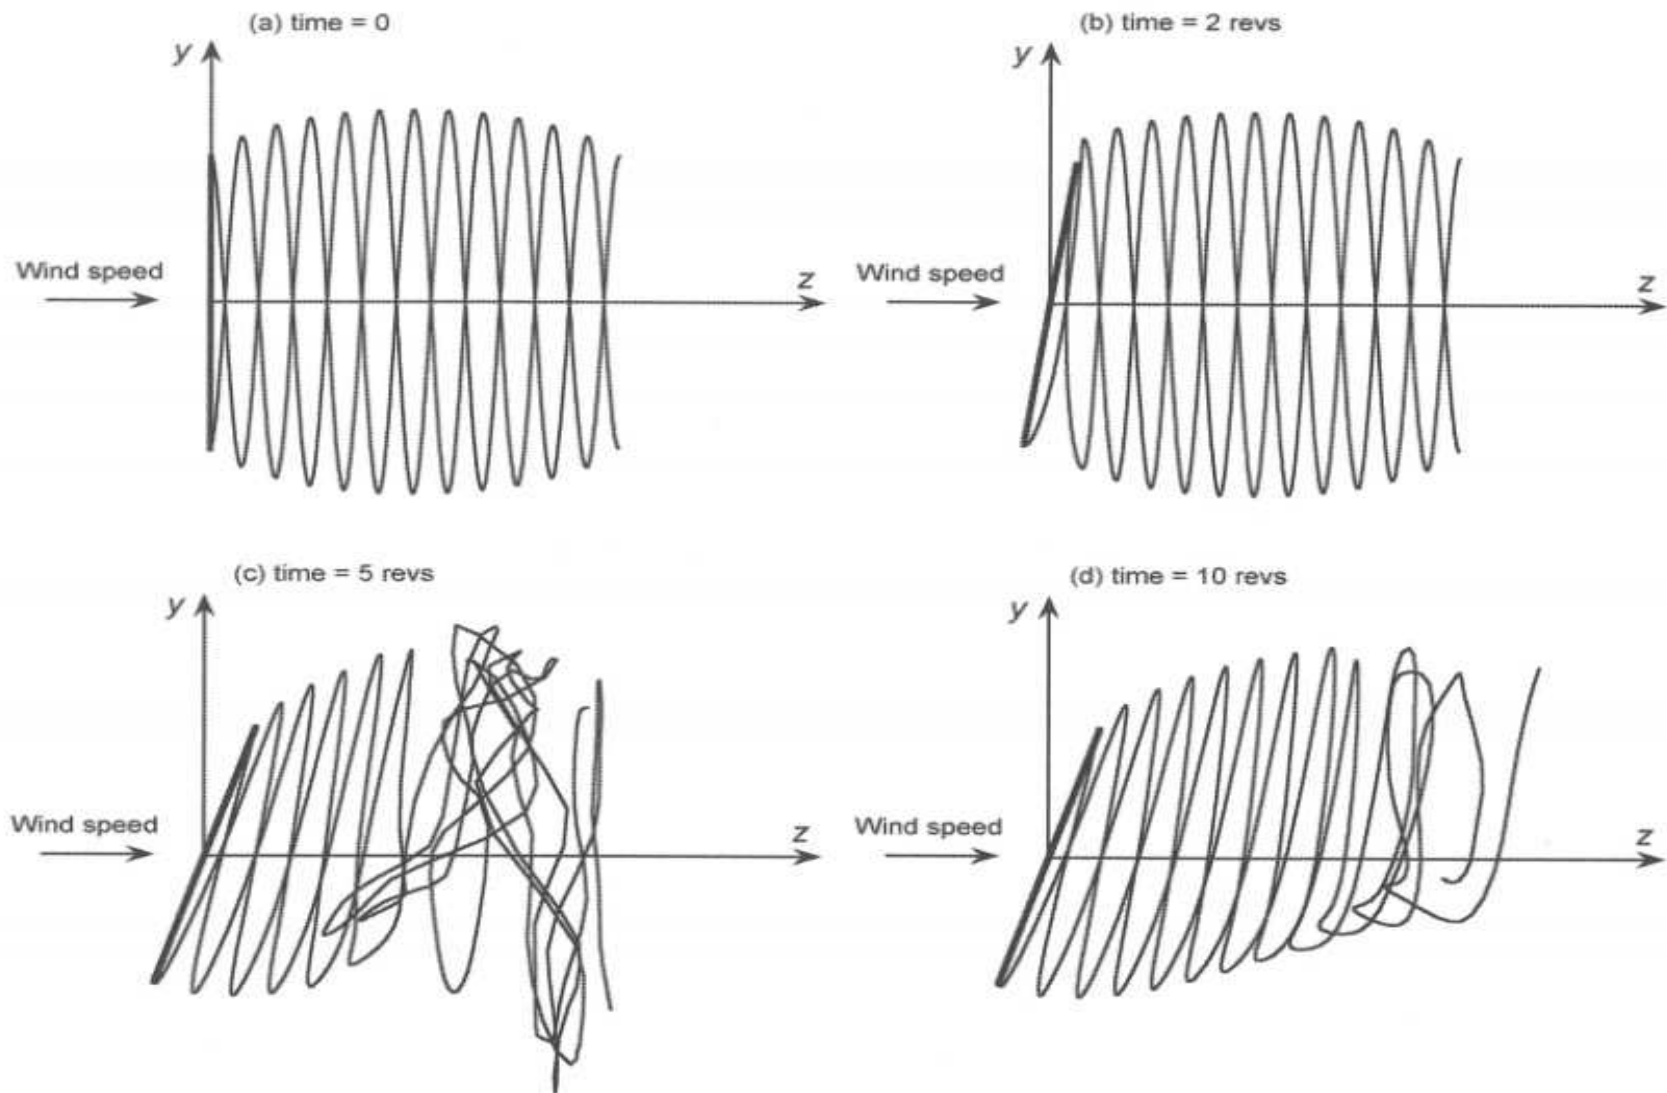 (a) time = 0
y
Wind speed
z
(b) time = 2 revs
y
Wind speed
z
(c) time = 5 revs
y
Wind speed
z
(d) time = 10 revs
y
Wind speed
z